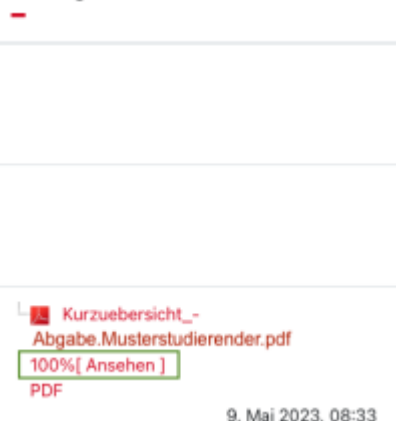 Kurzuebersicht_-
Abgabe.Musterstudierender.pdf
100%[ Ansehen ]
PDF
9. Mai 2023, 08:33